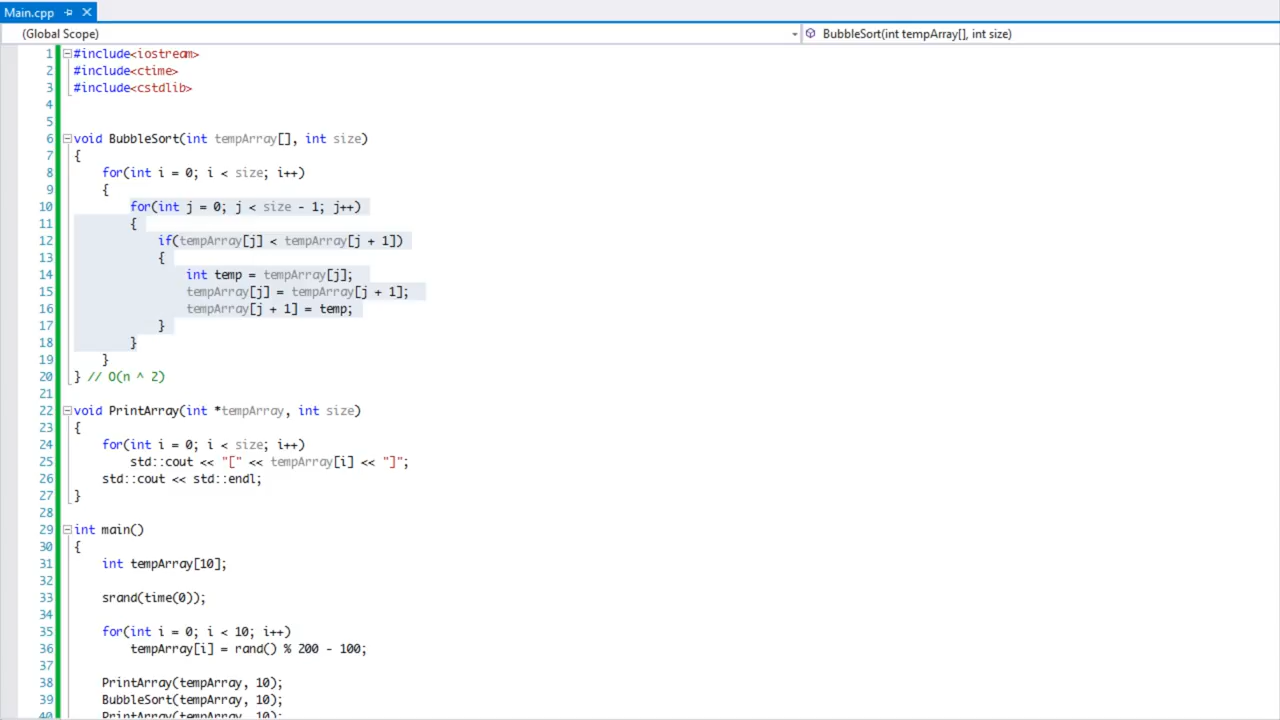 Main.cpp
(Global Scope) BubbleSort(int tempArray[], int size)
1 #include<iostream>
2 #include<ctime>
3 #include<cstdlib>
4
5
6 void BubbleSort(int tempArray[], int size)
7 {
8 for(int i = 0; i < size; i++)
9 {
10 for(int j = 0; j < size - 1; j++)
11 {
12 if(tempArray[j] < tempArray[j + 1])
13 {
14 int temp = tempArray[j];
15 tempArray[j] = tempArray[j + 1];
16 tempArray[j + 1] = temp;
17 }
18 }
19 }
20 } // O(n ^ 2)
21
22 void PrintArray(int *tempArray, int size)
23 {
24 for(int i = 0; i < size; i++)
25 std::cout << "[" << tempArray[i] << "]";
26 std::cout << std::endl;
27 }
28
29 int main()
30 {
31 int tempArray[10];
32
33 srand(time(0));
34
35 for(int i = 0; i < 10; i++)
36 tempArray[i] = rand() % 200 - 100;
37
38 PrintArray(tempArray, 10);
39 BubbleSort(tempArray, 10);
40 PrintArray(tempArray, 10);